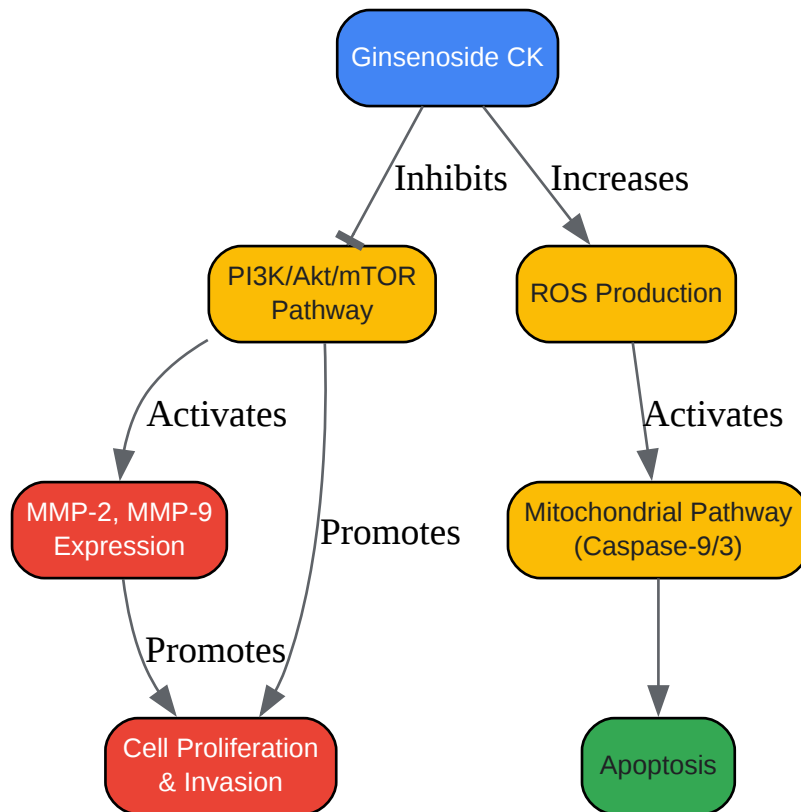 Ginsenoside CK
Inhibits
Increases
PI3K/Akt/mTOR
Pathway
ROS Production
Activates
Activates
MMP-2, MMP-9
Expression
Promotes
Mitochondrial Pathway
(Caspase-9/3)
Promotes
Cell Proliferation
& Invasion
Apoptosis